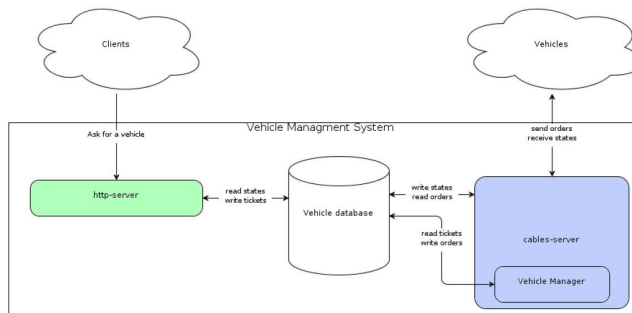 Clients
Vehicles
Ask for a vehicle
send orders
receive states
Vehicle Managment System
http-server
read states
write tickets
Vehicle database
write states
read orders
read tickets
write orders
cables-server
Vehicle Manager